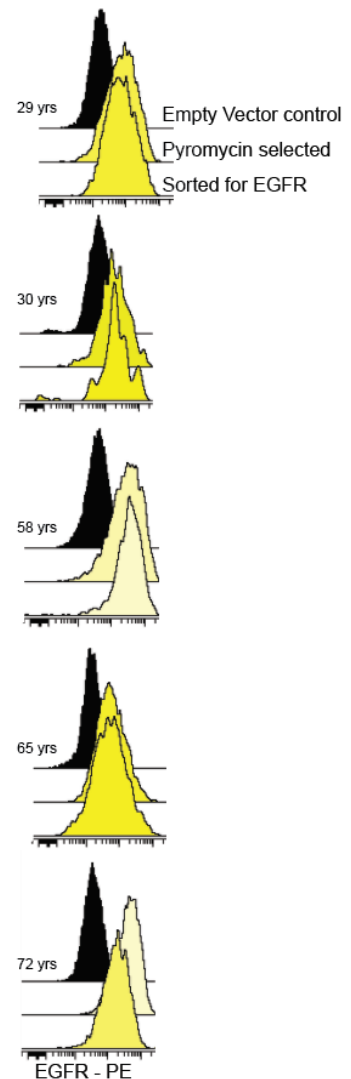 29 yrs
Empty Vector control
Pyromycin selected
Sorted for EGFR
30 yrs
58 yrs
65 yrs
72 yrs
EGFR - PE